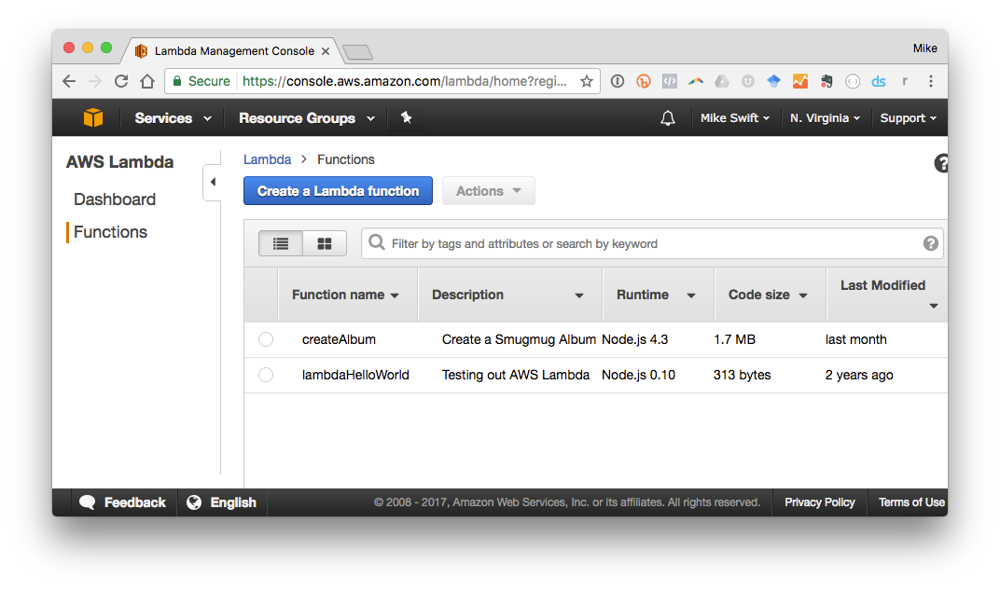 Lambda Management Console
Mike
Secure https://console.aws.amazon.com/lambda/home?regi...
ds r
Services Resource Groups Mike Swift N. Virginia Support
AWS Lambda
Dashboard
Functions
Lambda > Functions
Create a Lambda function Actions
Filter by tags and attributes or search by keyword
Function name Description Runtime Code size Last Modified
createAlbum Create a Smugmug Album Node.js 4.3 1.7 MB last month
lambdaHelloWorld Testing out AWS Lambda Node.js 0.10 313 bytes 2 years ago
Feedback English © 2008 - 2017, Amazon Web Services, Inc. or its affiliates. All rights reserved. Privacy Policy Terms of Use